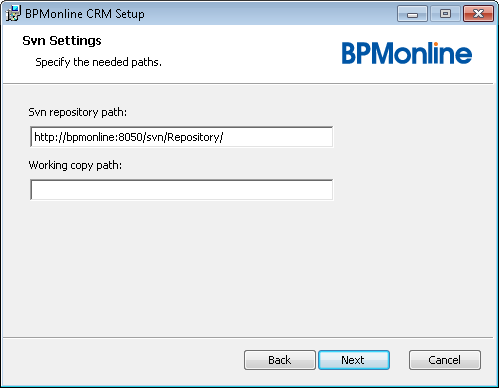 BPMonline CRM Setup
Svn Settings
Specify the needed paths.
BPMonline
Svn repository path:
http://bpmonline:8050/svn/Repository/
Working copy path:
Back
Next
Cancel